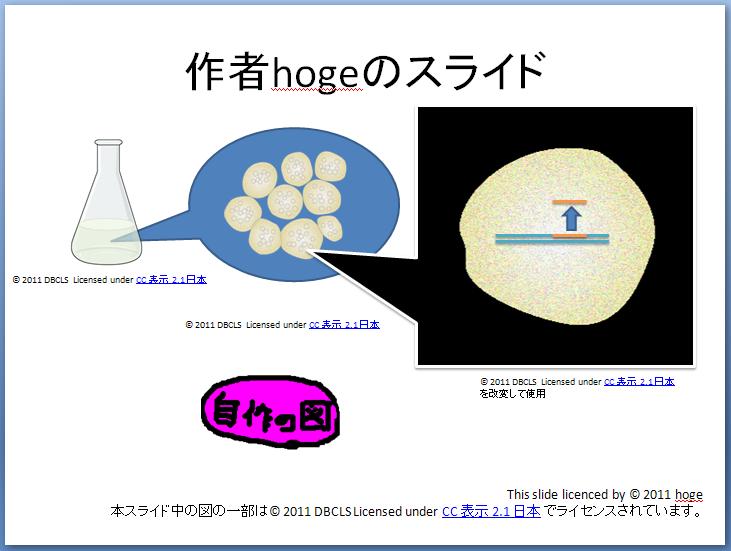 作者hogeのスライド
© 2011 DBCLS Licensed under CC 表示 2.1日本
© 2011 DBCLS Licensed under CC 表示 2.1日本
© 2011 DBCLS Licensed under CC 表示 2.1日本
を改変して使用
自作の図
This slide licenced by © 2011 hoge
本スライド中の図の一部は© 2011 DBCLS Licensed under CC 表示 2.1 日本 でライセンスされています。